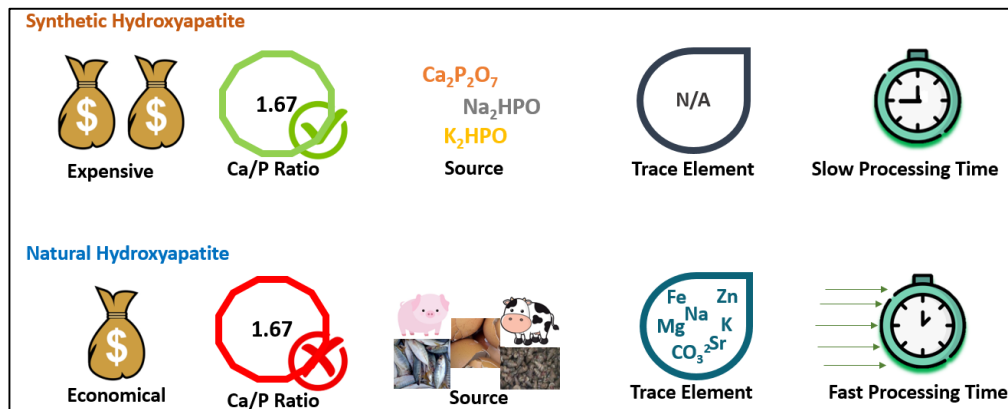 Synthetic Hydroxyapatite
$ $
1.67
Ca₂P₂O₇
Na₂HPO
K₂HPO
N/A
Expensive
Ca/P Ratio
Source
Trace Element
Slow Processing Time
Natural Hydroxyapatite
$
1.67
Fe Zn
Na
Mg K
CO₃² Sr
Economical
Ca/P Ratio
Source
Trace Element
Fast Processing Time